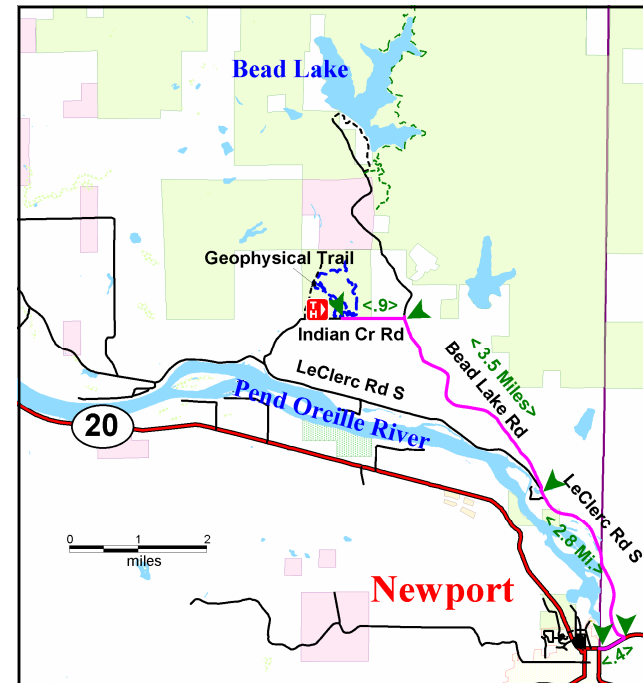 Bead Lake
Geophysical Trail
T
H
<.9>
Indian Cr Rd
< 3.5 Miles>
Bead Lake Rd
LeClerc Rd S
Pend Oreille River
20
LeClerc Rd S
< 2.8 Mi.>
0 1 2
miles
Newport
<.4>